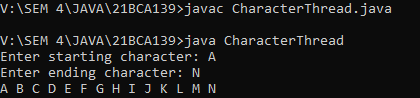 V:\SEM 4\JAVA\21BCA139>javac CharacterThread.java
V:\SEM 4\JAVA\21BCA139>java CharacterThread
Enter starting character: A
Enter ending character: N
A B C D E F G H I J K L M N